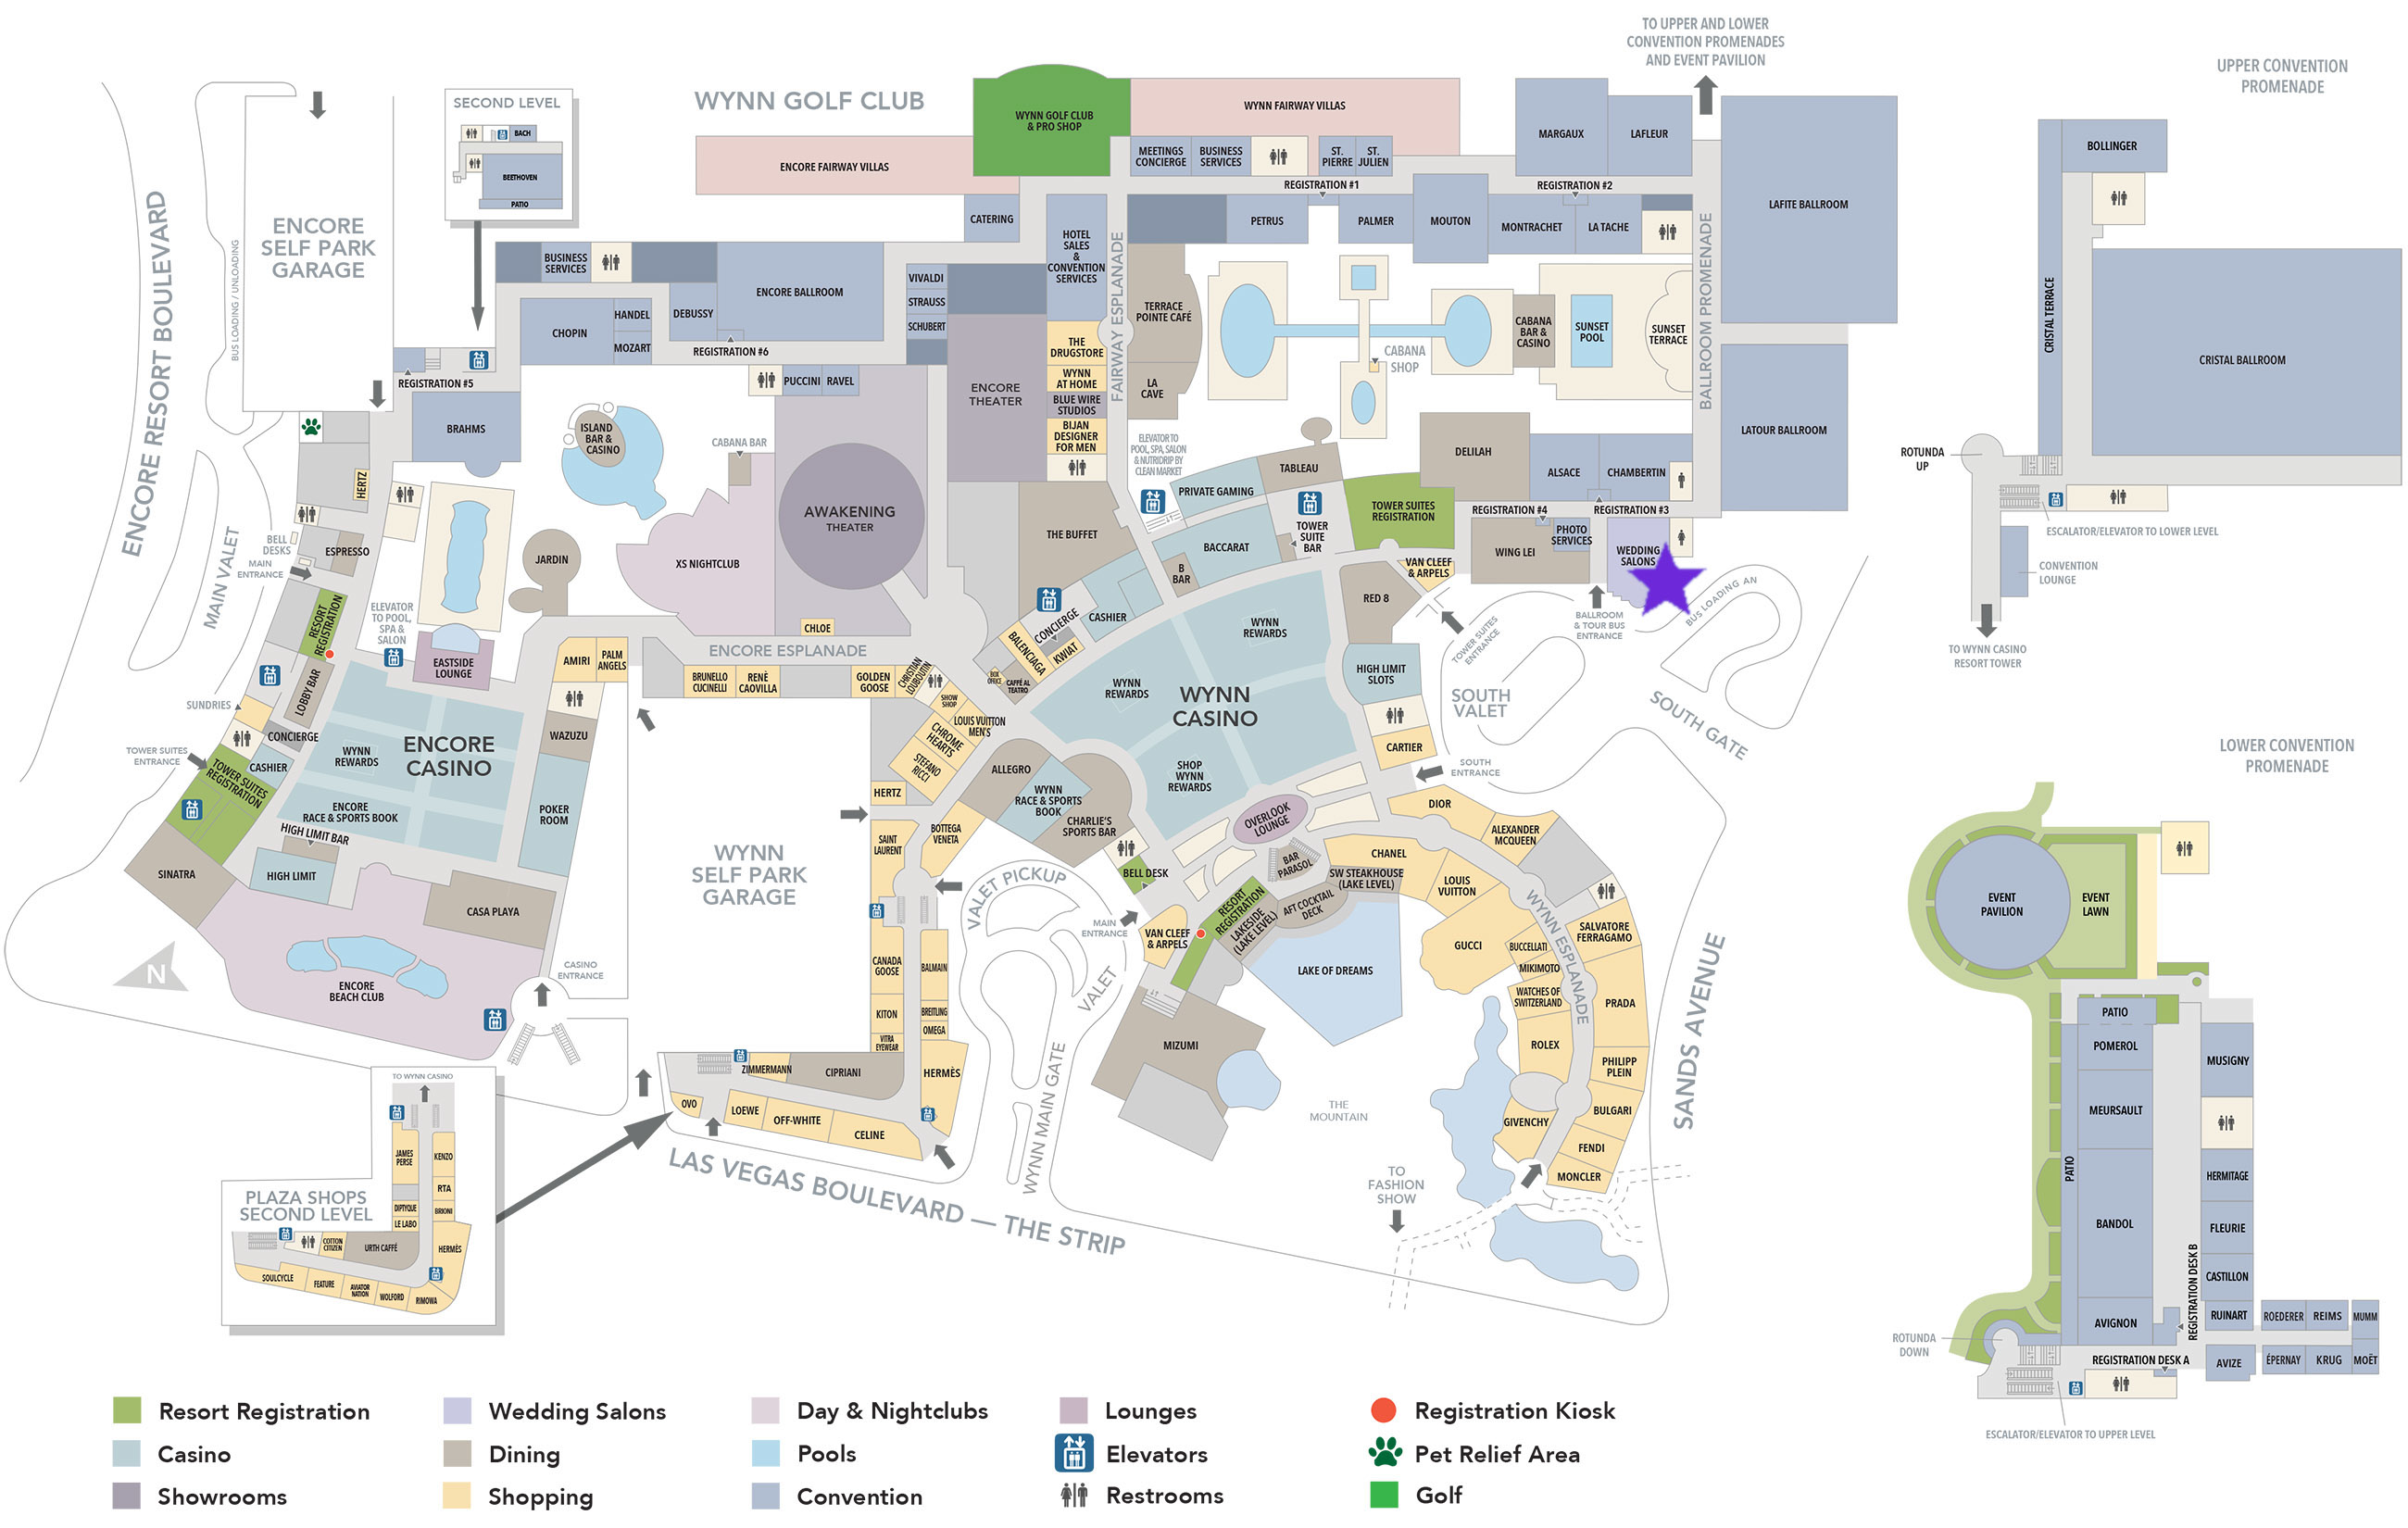 TO UPPER AND LOWER
CONVENTION PROMENADES
AND EVENT PAVILION
UPPER CONVENTION
PROMENADE
WYNN GOLF CLUB
SECOND LEVEL
BACH
BEETHOVEN
PATIO
WYNN GOLF CLUB
& PRO SHOP
WYNN FAIRWAY VILLAS
ENCORE FAIRWAY VILLAS
MEETINGS
CONCIERGE
BUSINESS
SERVICES
ST.
PIERRE
ST.
JULIEN
MARGAUX
LAFLEUR
REGISTRATION #1
REGISTRATION #2
LAFITE BALLROOM
BOLLINGER
ENCORE RESORT BOULEVARD
BUS LOADING / UNLOADING
ENCORE
SELF PARK
GARAGE
CATERING
HOTEL
SALES
&
CONVENTION
SERVICES
FAIRWAY ESPLANADE
PETRUS
PALMER
MOUTON
MONTRACHET
LA TACHE
BALLROOM PROMENADE
BUSINESS
SERVICES
ENCORE BALLROOM
VIVALDI
STRAUSS
SCHUBERT
CHOPIN
HANDEL
MOZART
DEBUSSY
REGISTRATION #6
REGISTRATION #5
PUCCINI
RAVEL
BRAHMS
ENCORE
THEATER
THE
DRUGSTORE
WYNN
AT HOME
BLUE WIRE
STUDIOS
BIJAN
DESIGNER
FOR MEN
TERRACE
POINTE CAFÉ
LA
CAVE
CABANA
SHOP
CABANA
BAR &
CASINO
SUNSET
POOL
SUNSET
TERRACE
LATOUR BALLROOM
CRISTAL TERRACE
CRISTAL BALLROOM
ROTUNDA
UP
ESCALATOR/ELEVATOR TO LOWER LEVEL
CONVENTION
LOUNGE
TO WYNN CASINO
RESORT TOWER
ISLAND
BAR &
CASINO
CABANA BAR
AWAKENING
THEATER
XS NIGHTCLUB
CHLOE
JARDIN
HERTZ
BELL
DESKS
MAIN
ENTRANCE
MAIN VALET
ESPRESSO
RESORT
REGISTRATION
ELEVATOR
TO POOL,
SPA &
SALON
EASTSIDE
LOUNGE
LOBBY BAR
SUNDRIES
CONCIERGE
CASHIER
TOWER SUITES
ENTRANCE
TOWER SUITES
REGISTRATION
WYNN
REWARDS
ENCORE
CASINO
ENCORE
RACE & SPORTS BOOK
HIGH LIMIT BAR
HIGH LIMIT
SINATRA
CASA PLAYA
ENCORE
BEACH CLUB
N
CASINO
ENTRANCE
AMIRI
PALM
ANGELS
WAZUZU
POKER
ROOM
ENCORE ESPLANADE
BRUNELLO
CUCINELLI
RENÈ
CAOVILLA
GOLDEN
GOOSE
CHRISTIAN
LOUBOUTIN
SHOW
SHOP
LOUIS VUITTON
MEN'S
CHROME
HEARTS
STEFANO
RICCI
HERTZ
THE BUFFET
ELEVATOR TO
POOL, SPA, SALON
& NUTRIDRIP BY
CLEAN MARKET
PRIVATE GAMING
TABLEAU
BACCARAT
B
BAR
TOWER
SUITE
BAR
TOWER SUITES
REGISTRATION
DELILAH
ALSACE
CHAMBERTIN
REGISTRATION #4
REGISTRATION #3
PHOTO
SERVICES
WING LEI
WEDDING
SALONS
VAN CLEEF
& ARPELS
RED 8
BALLROOM
& TOUR BUS
ENTRANCE
BUS LOADING AN
TOWER SUITES
ENTRANCE
CASHIER
CONCIERGE
BALENCIAGA
KWIAT
BOX
OFFICE
CAFFÈ AL
TEATRO
WYNN
REWARDS
WYNN
REWARDS
WYNN
CASINO
SHOP
WYNN
REWARDS
HIGH LIMIT
SLOTS
CARTIER
SOUTH
VALET
SOUTH GATE
SOUTH
ENTRANCE
ALLEGRO
WYNN
RACE & SPORTS
BOOK
CHARLIE'S
SPORTS BAR
OVERLOOK
LOUNGE
BAR
PARASOL
BELL DESK
WYNN
SELF PARK
GARAGE
SAINT
LAURENT
BOTTEGA
VENETA
VALET PICKUP
VALET
MAIN
ENTRANCE
VAN CLEEF
& ARPELS
RESORT
REGISTRATION
LAKESIDE
(LAKE LEVEL)
AFT COCKTAIL
DECK
SW STEAKHOUSE
(LAKE LEVEL)
CHANEL
DIOR
ALEXANDER
MCQUEEN
LOUIS
VUITTON
GUCCI
WYNN ESPLANADE
BUCCELLATI
MIKIMOTO
WATCHES OF
SWITZERLAND
SALVATORE
FERRAGAMO
PRADA
ROLEX
PHILIPP
PLEIN
BULGARI
GIVENCHY
FENDI
MONCLER
LAKE OF DREAMS
MIZUMI
THE
MOUNTAIN
TO
FASHION
SHOW
SANDS AVENUE
CANADA
GOOSE
BALMAIN
KITON
BREITLING
OMEGA
VITRA
EYEWEAR
HERMÈS
ZIMMERMANN
CIPRIANI
OVO
LOEWE
OFF-WHITE
CELINE
WYNN MAIN GATE
LAS VEGAS BOULEVARD — THE STRIP
TO WYNN CASINO
PLAZA SHOPS
SECOND LEVEL
JAMES
PERSE
KENZO
RTA
DIPTYQUE
LE LABO
BRIONI
COTTON
CITIZEN
URTH CAFFÉ
HERMÈS
SOULCYCLE
FEATURE
AVIATOR
NATION
WOLFORD
RIMOWA
LOWER CONVENTION
PROMENADE
EVENT
PAVILION
EVENT
LAWN
PATIO
POMEROL
MEURSAULT
PATIO
BANDOL
AVIGNON
MUSIGNY
HERMITAGE
FLEURIE
CASTILLON
REGISTRATION DESK B
RUINART
ROEDERER
REIMS
MUMM
ROTUNDA
DOWN
REGISTRATION DESK A
AVIZE
ÉPERNAY
KRUG
MOËT
ESCALATOR/ELEVATOR TO UPPER LEVEL
Resort Registration
Wedding Salons
Day & Nightclubs
Lounges
Registration Kiosk
Casino
Dining
Pools
Elevators
Pet Relief Area
Showrooms
Shopping
Convention
Restrooms
Golf